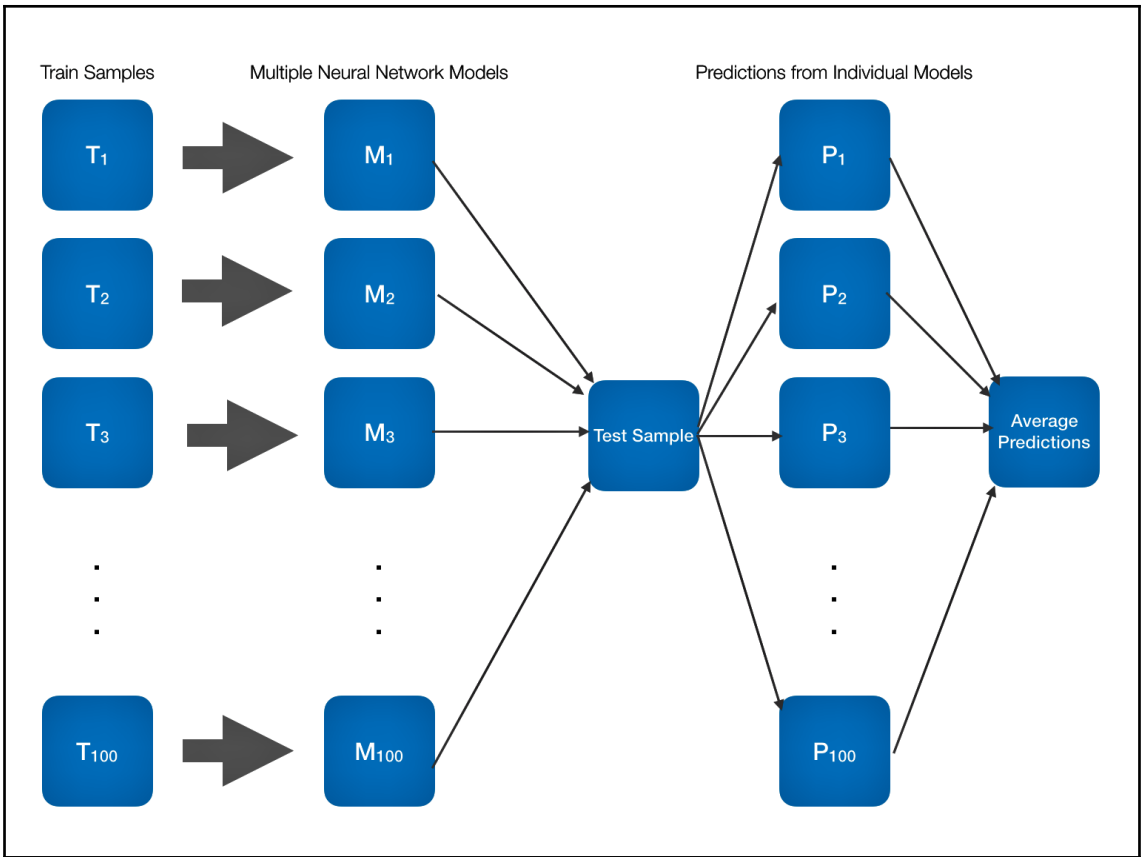 Train Samples
Multiple Neural Network Models
Predictions from Individual Models
T1
M1
P1
T2
M2
P2
T3
M3
Test Sample
P3
Average
Predictions
.
.
.
.
.
.
.
.
.
T100
M100
P100